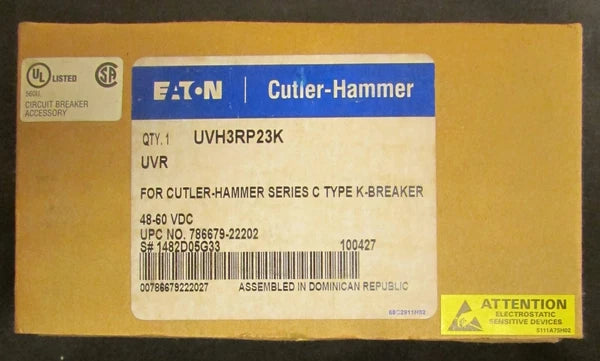 UL LISTED SA
560U
CIRCUIT BREAKER
ACCESSORY
EATON Cutler-Hammer
QTY. 1 UVH3RP23K
UVR
FOR CUTLER-HAMMER SERIES C TYPE K-BREAKER
48-60 VDC
UPC NO. 786679-22202
S# 1482D05G33 100427
00786679222027 ASSEMBLED IN DOMINICAN REPUBLIC
ATTENTION
ELECTROSTATIC
SENSITIVE DEVICES